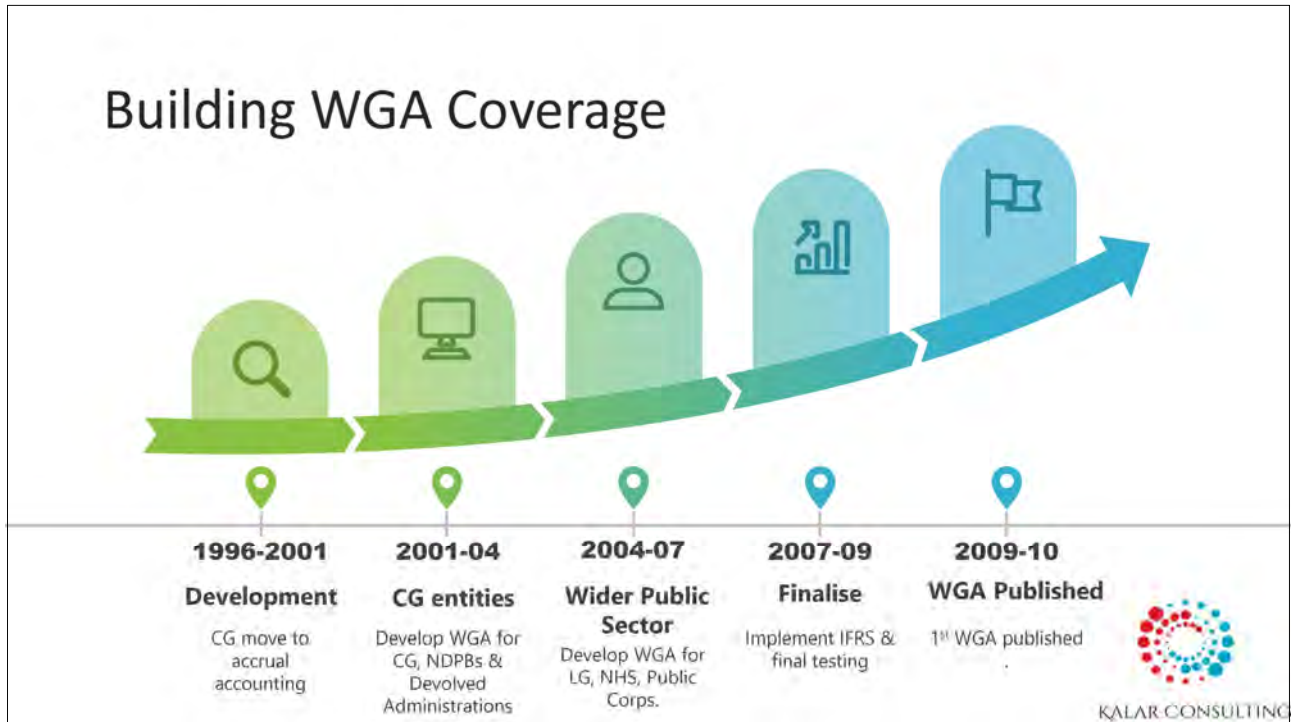 Building WGA Coverage
1996-2001
Development
CG move to
accrual
accounting
2001-04
CG entities
Develop WGA for
CG, NDPBs &
Devolved
Administrations
2004-07
Wider Public
Sector
Develop WGA for
LG, NHS, Public
Corps.
2007-09
Finalise
Implement IFRS &
final testing
2009-10
WGA Published
1st WGA published
.
KALAR CONSULTING